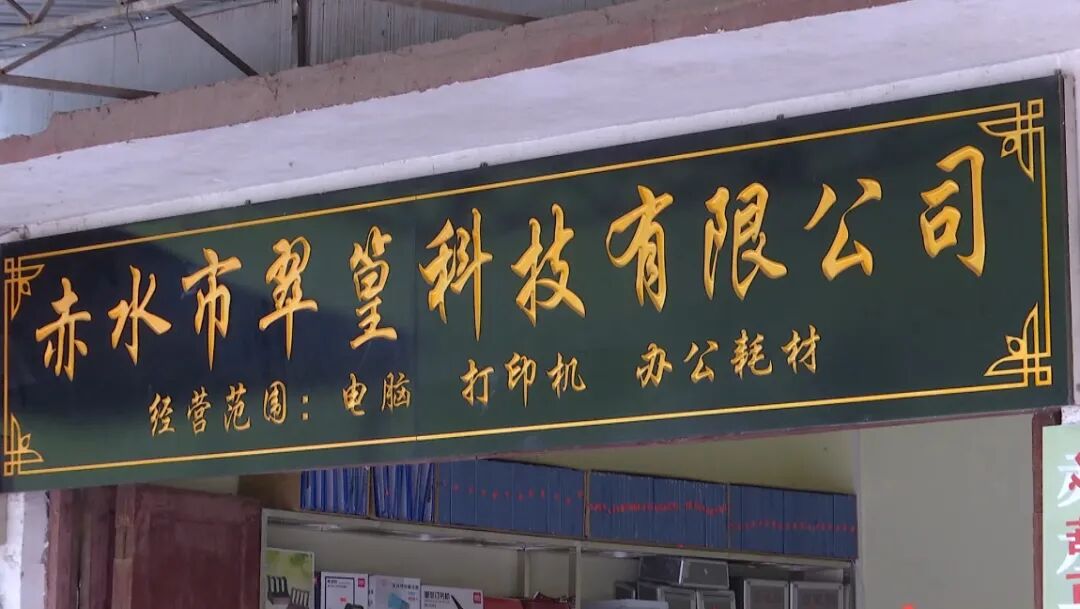 赤水市翠篁科技有限公司
经营范围：电脑 打印机 办公耗材